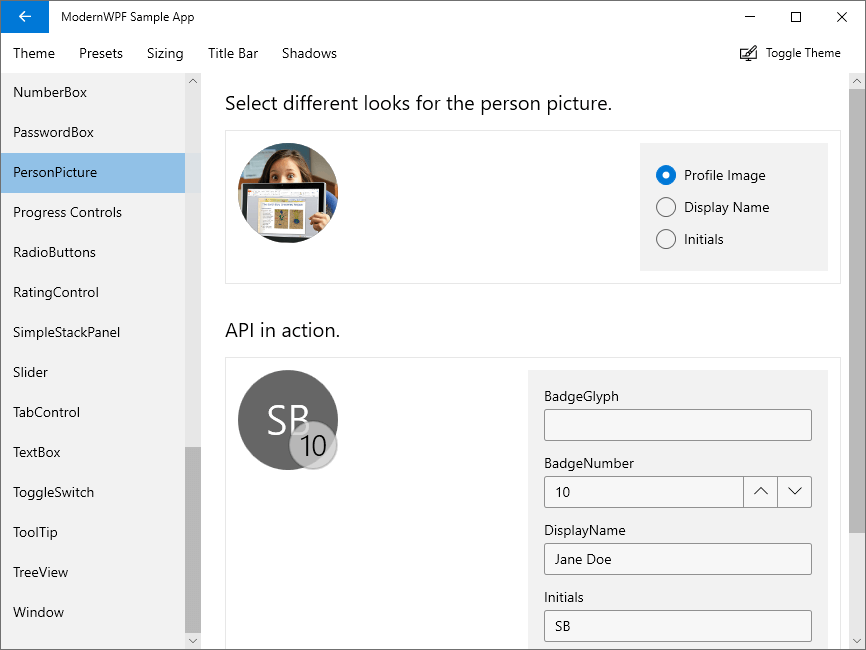 ModernWPF Sample App
Theme Presets Sizing Title Bar Shadows Toggle Theme
NumberBox
PasswordBox
PersonPicture
Progress Controls
RadioButtons
RatingControl
SimpleStackPanel
Slider
TabControl
TextBox
ToggleSwitch
ToolTip
TreeView
Window
Select different looks for the person picture.
Profile Image
Display Name
Initials
API in action.
SB
10
BadgeGlyph
BadgeNumber
10
DisplayName
Jane Doe
Initials
SB